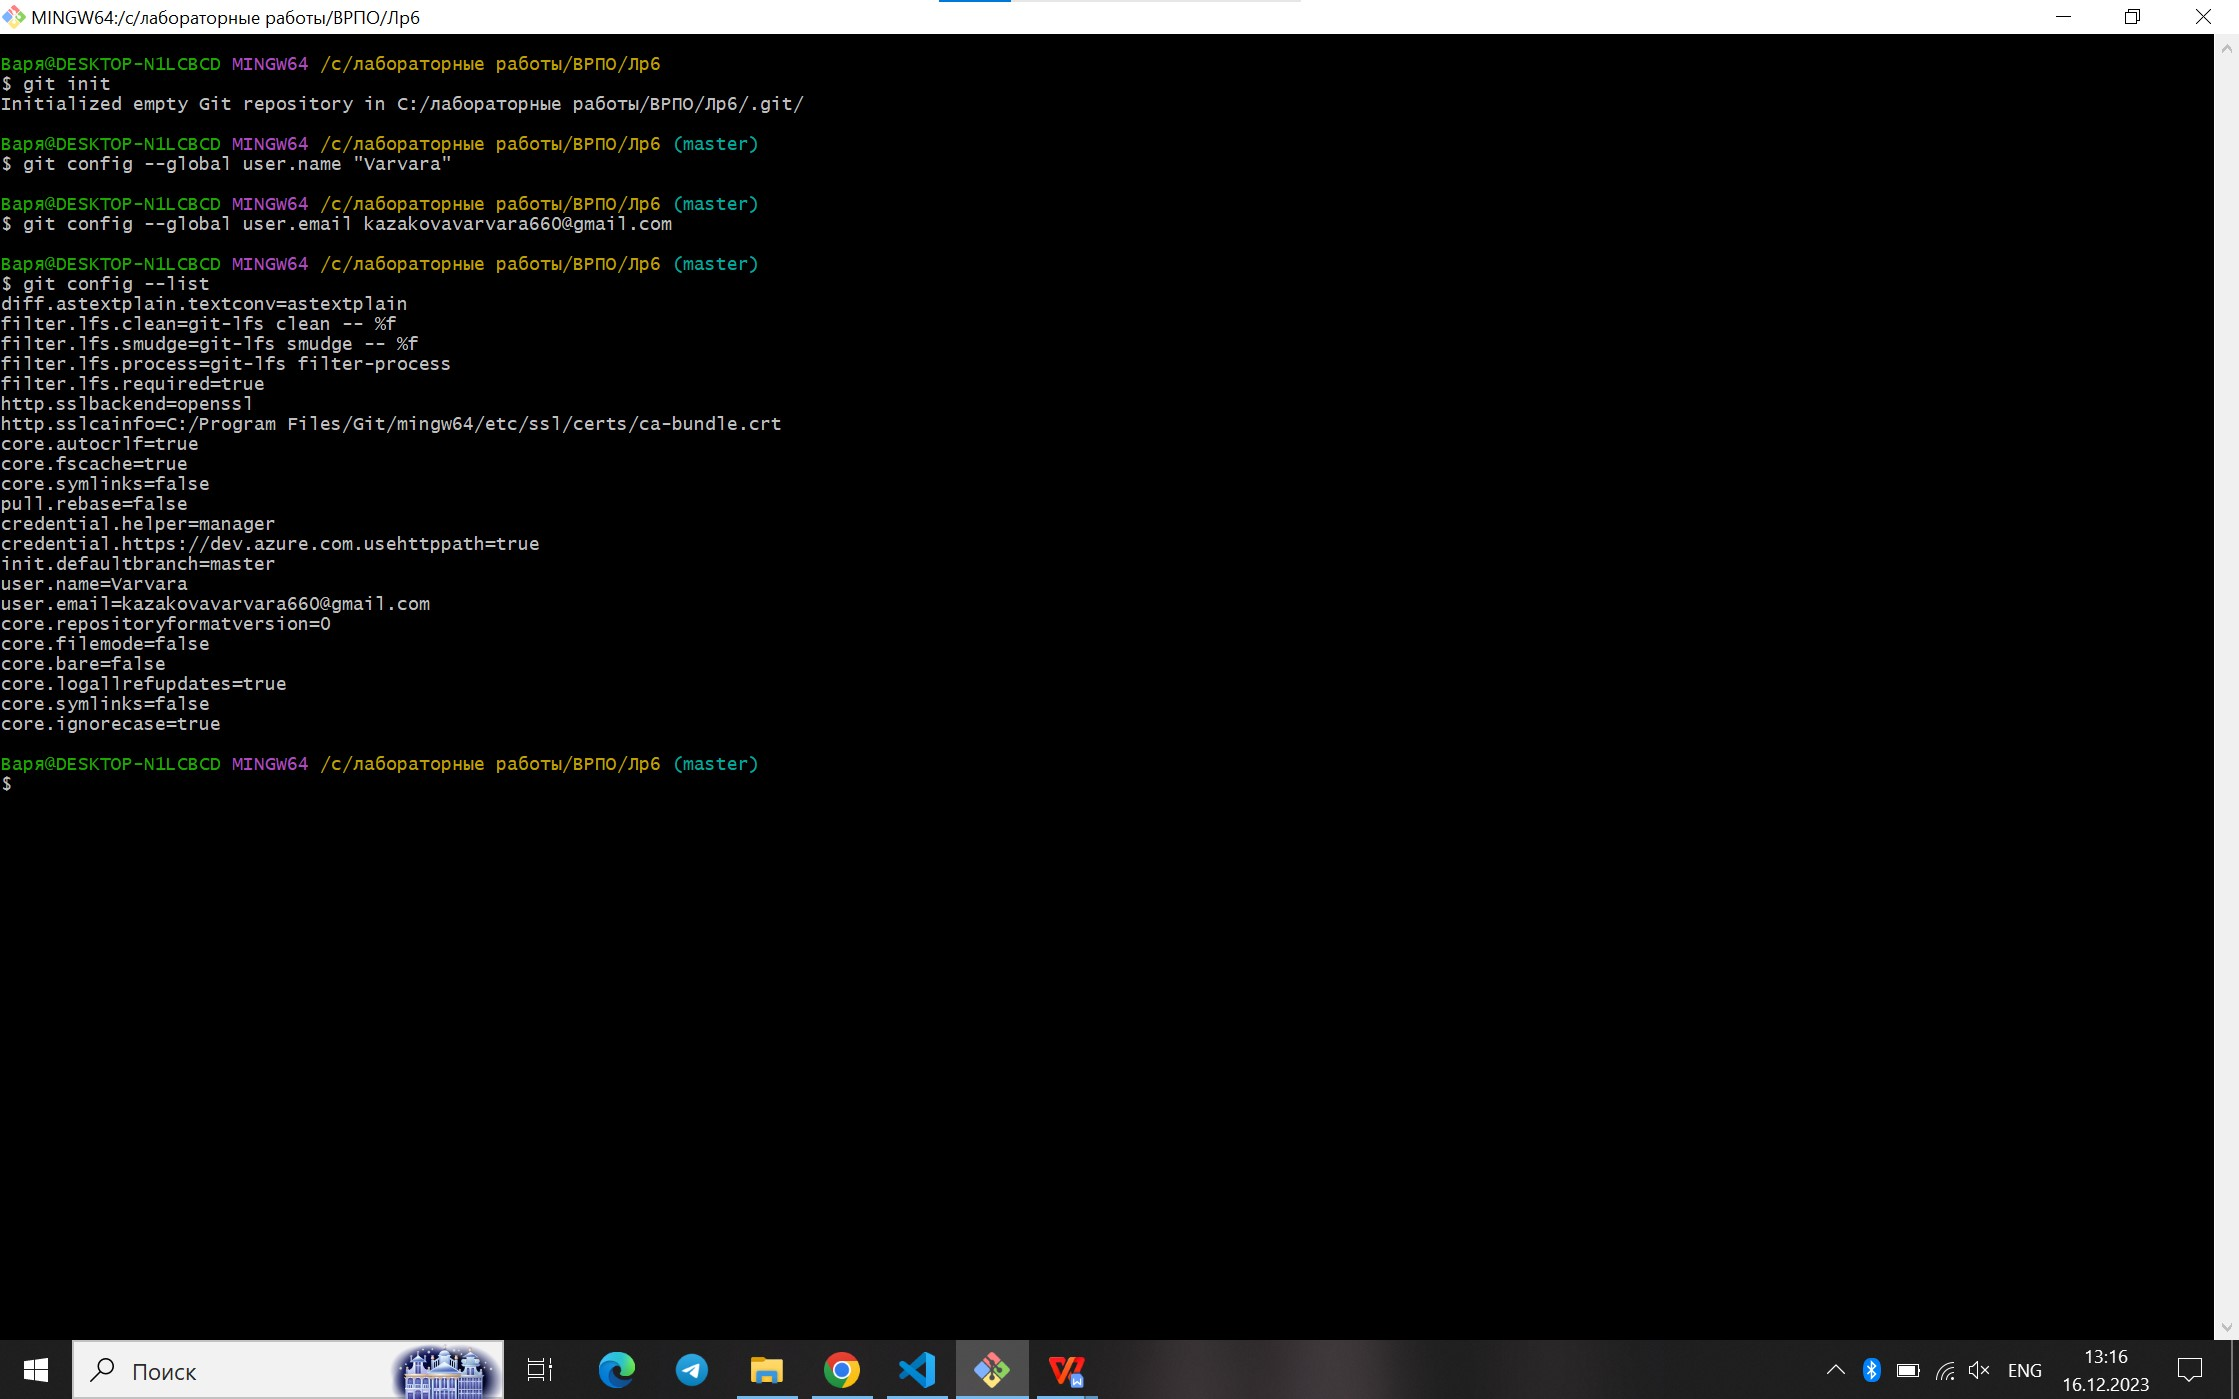 MINGW64:/c/лабораторные работы/ВРПО/Лр6
Варя@DESKTOP-N1LCBCD MINGW64 /c/лабораторные работы/ВРПО/Лр6
$ git init
Initialized empty Git repository in C:/лабораторные работы/ВРПО/Лр6/.git/
Варя@DESKTOP-N1LCBCD MINGW64 /c/лабораторные работы/ВРПО/Лр6 (master)
$ git config --global user.name "Varvara"
Варя@DESKTOP-N1LCBCD MINGW64 /c/лабораторные работы/ВРПО/Лр6 (master)
$ git config --global user.email kazakovavarvara660@gmail.com
Варя@DESKTOP-N1LCBCD MINGW64 /c/лабораторные работы/ВРПО/Лр6 (master)
$ git config --list
diff.astextplain.textconv=astextplain
filter.lfs.clean=git-lfs clean -- %f
filter.lfs.smudge=git-lfs smudge -- %f
filter.lfs.process=git-lfs filter-process
filter.lfs.required=true
http.sslbackend=openssl
http.sslcainfo=C:/Program Files/Git/mingw64/etc/ssl/certs/ca-bundle.crt
core.autocrlf=true
core.fscache=true
core.symlinks=false
pull.rebase=false
credential.helper=manager
credential.https://dev.azure.com.usehttppath=true
init.defaultbranch=master
user.name=Varvara
user.email=kazakovavarvara660@gmail.com
core.repositoryformatversion=0
core.filemode=false
core.bare=false
core.logallrefupdates=true
core.symlinks=false
core.ignorecase=true
Варя@DESKTOP-N1LCBCD MINGW64 /c/лабораторные работы/ВРПО/Лр6 (master)
$
Поиск
ENG
13:16
16.12.2023